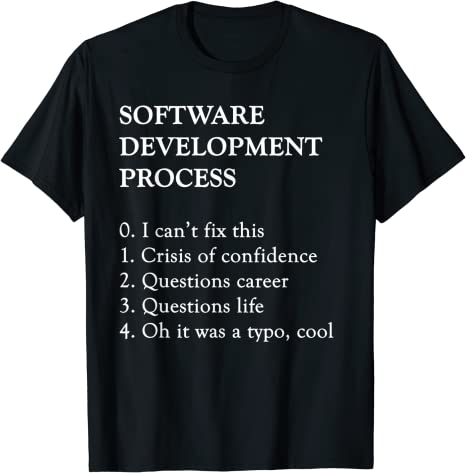 SOFTWARE
DEVELOPMENT
PROCESS
0. I can't fix this
1. Crisis of confidence
2. Questions career
3. Questions life
4. Oh it was a typo, cool